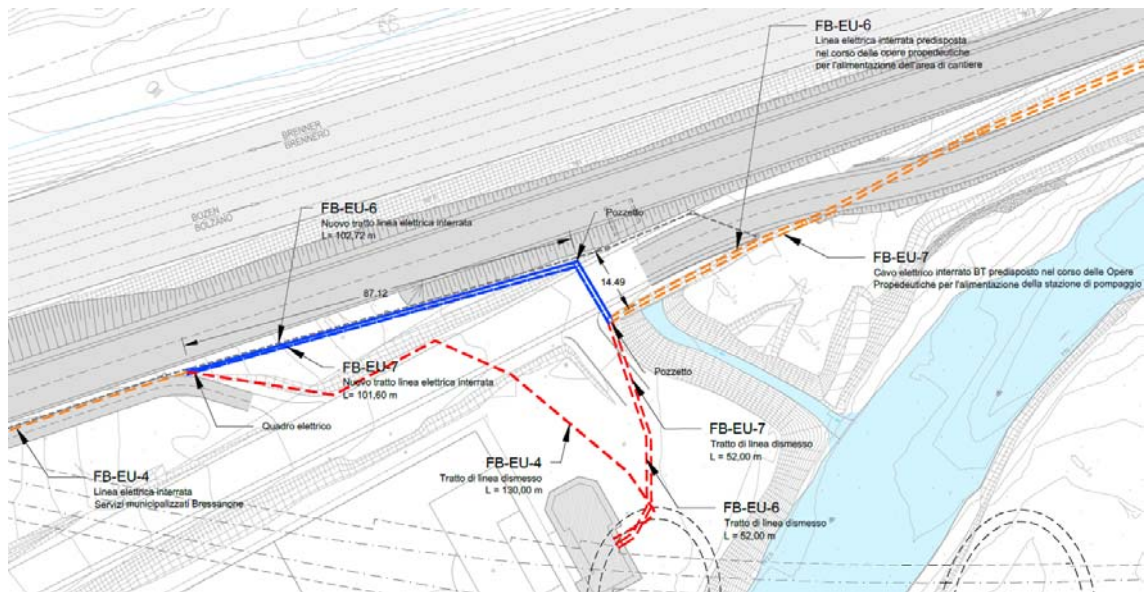 FB-EU-6
Linea elettrica interrata predisposta
nel corso delle opere propedeutiche
per l'alimentazione dell'area di cantiere
BRENNER
BRENNERO
BOZEN
BOLZANO
FB-EU-6
Nuovo tratto linea elettrica interrata
L= 102,72 m
Pozzetto
FB-EU-7
Cavo elettrico interrato BT predisposto nel corso delle Opere
Propedeutiche per l'alimentazione della stazione di pompaggio
87.12
14.49
FB-EU-7
Nuovo tratto linea elettrica interrata
L= 101,60 m
Pozzetto
Quadro elettrico
FB-EU-7
Tratto di linea dismesso
L = 52,00 m
FB-EU-4
Tratto di linea dismesso
L = 130,00 m
FB-EU-4
Linea elettrica interrata
Servizi municipalizzati Bressanone
FB-EU-6
Tratto di linea dismesso
L = 52,00 m